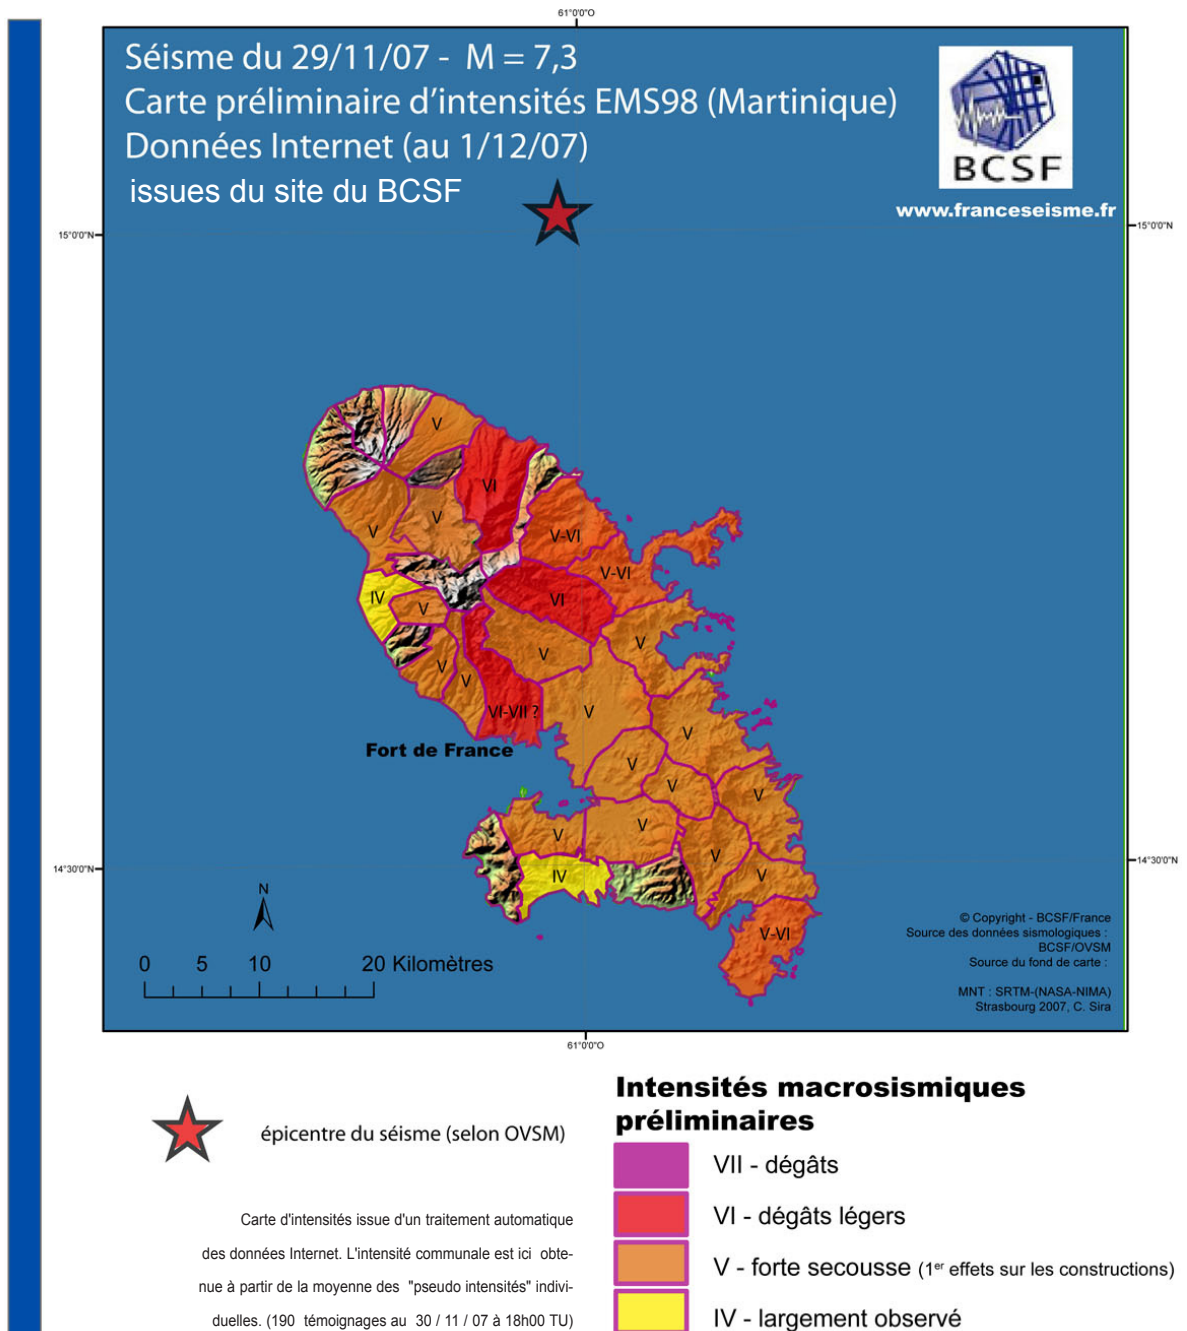 61°0'0"O
Séisme du 29/11/07 - M = 7,3
Carte préliminaire d'intensités EMS98 (Martinique)
Données Internet (au 1/12/07)
issues du site du BCSF
BCSF
www.franceseisme.fr
15°0'0"N
15°0'0"N
V
VI
V
V
V-VI
V-VI
IV
V
VI
V
V
V
V
VI-VII ?
V
V
Fort de France
V
V
V
V
V
V
IV
V
14°30'0"N
14°30'0"N
V-VI
N
0 5 10 20 Kilomètres
© Copyright - BCSF/France
Source des données sismologiques :
BCSF/OVSM
Source du fond de carte :
MNT : SRTM-(NASA-NIMA)
Strasbourg 2007, C. Sira
61°0'0"O
épicentre du séisme (selon OVSM)
Carte d'intensités issue d'un traitement automatique
des données Internet. L'intensité communale est ici obte-
nue à partir de la moyenne des "pseudo intensités" indivi-
duelles. (190 témoignages au 30 / 11 / 07 à 18h00 TU)
Intensités macrosismiques
préliminaires
VII - dégâts
VI - dégâts légers
V - forte secousse (1er effets sur les constructions)
IV - largement observé